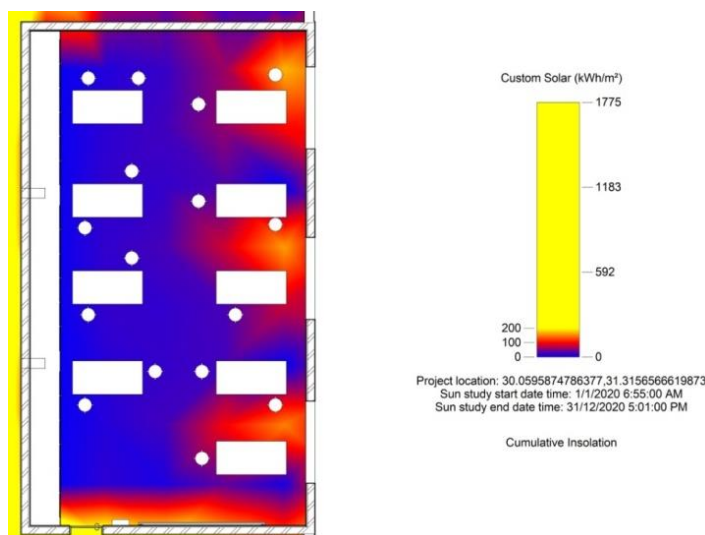 Custom Solar (kWh/m²)
1775
1183
592
200
100
0 0
Project location: 30.0595874786377,31.3156566619873
Sun study start date time: 1/1/2020 6:55:00 AM
Sun study end date time: 31/12/2020 5:01:00 PM
Cumulative Insolation